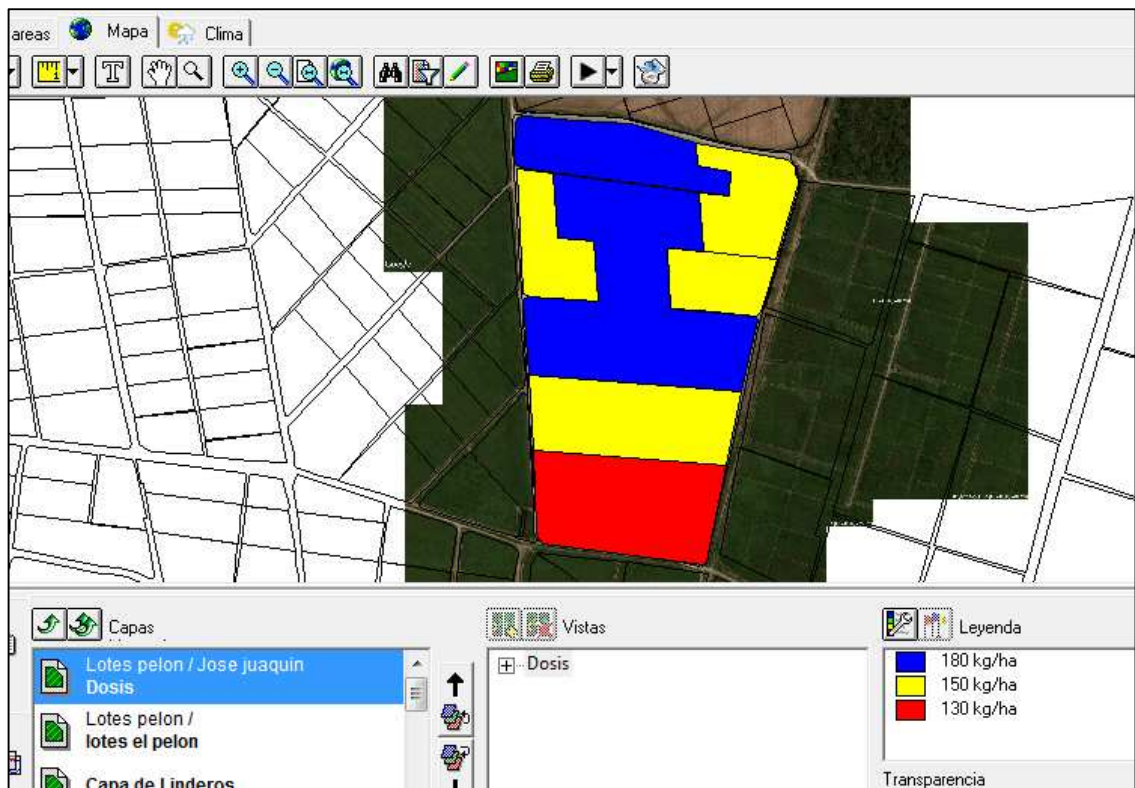 areas Mapa Clima
T
Google
Capas
Vistas
Leyenda
Lotes pelon / Jose juaquin
Dosis
Lotes pelon /
lotes el pelon
Capa de Linderos
Dosis
180 kg/ha
150 kg/ha
130 kg/ha
Transparencia